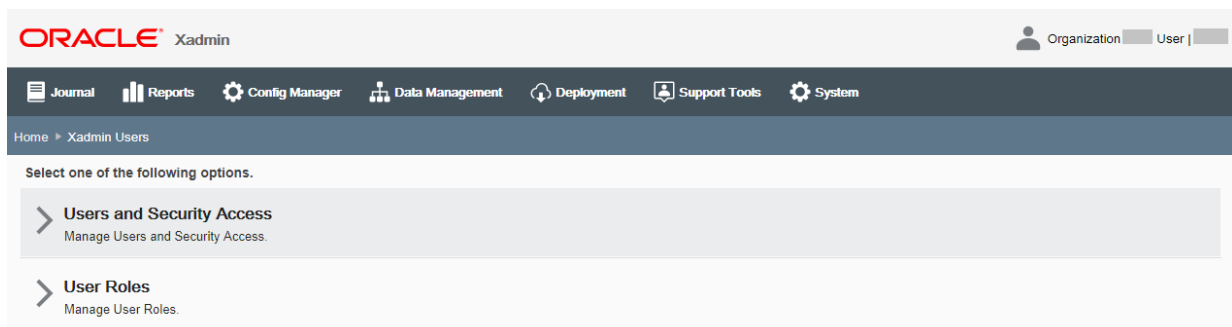 ORACLE® Xadmin
Organization User |
Journal Reports Config Manager Data Management Deployment Support Tools System
Home Xadmin Users
Select one of the following options.
Users and Security Access
Manage Users and Security Access.
User Roles
Manage User Roles.